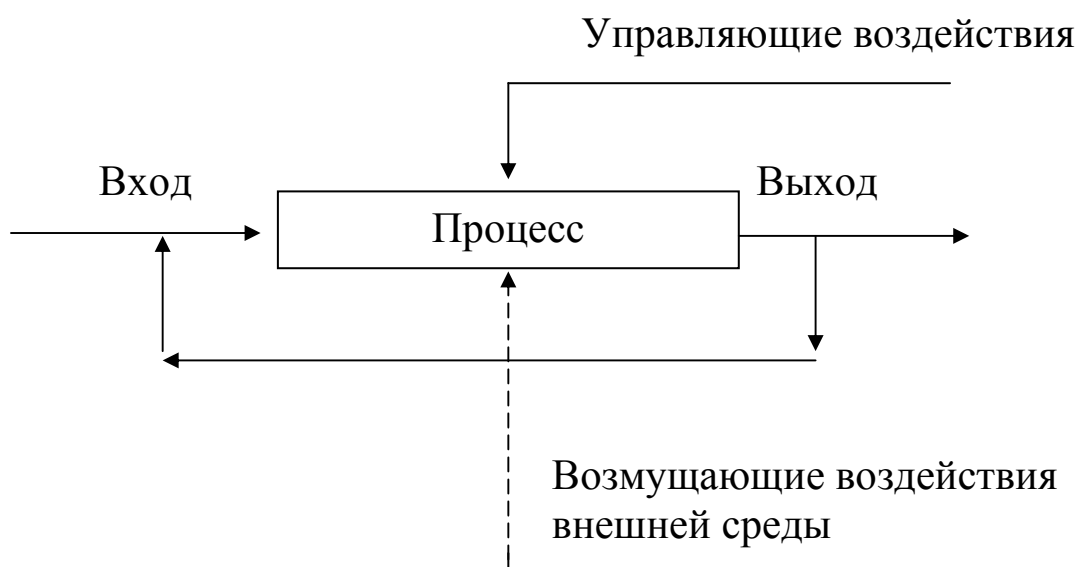 Управляющие воздействия
Вход
Выход
Процесс
Возмущающие воздействия
внешней среды